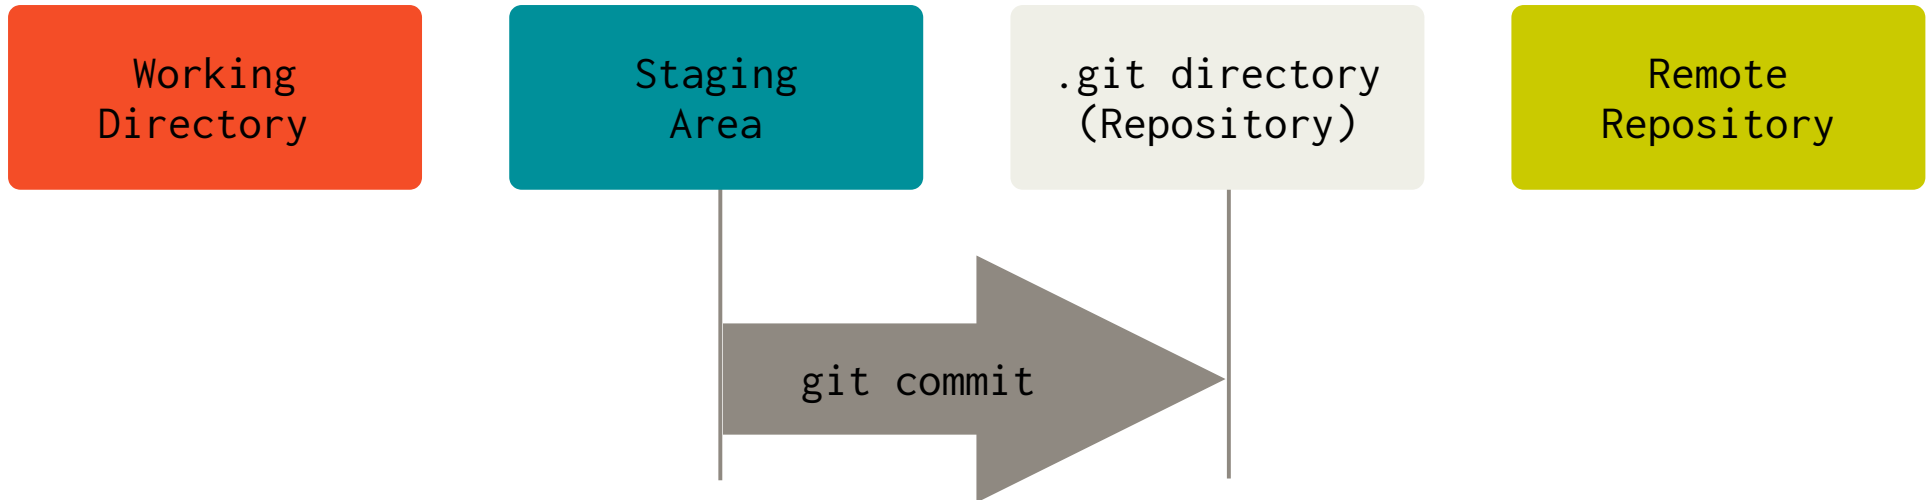 Working
Directory
Staging
Area
.git directory
(Repository)
Remote
Repository
git commit